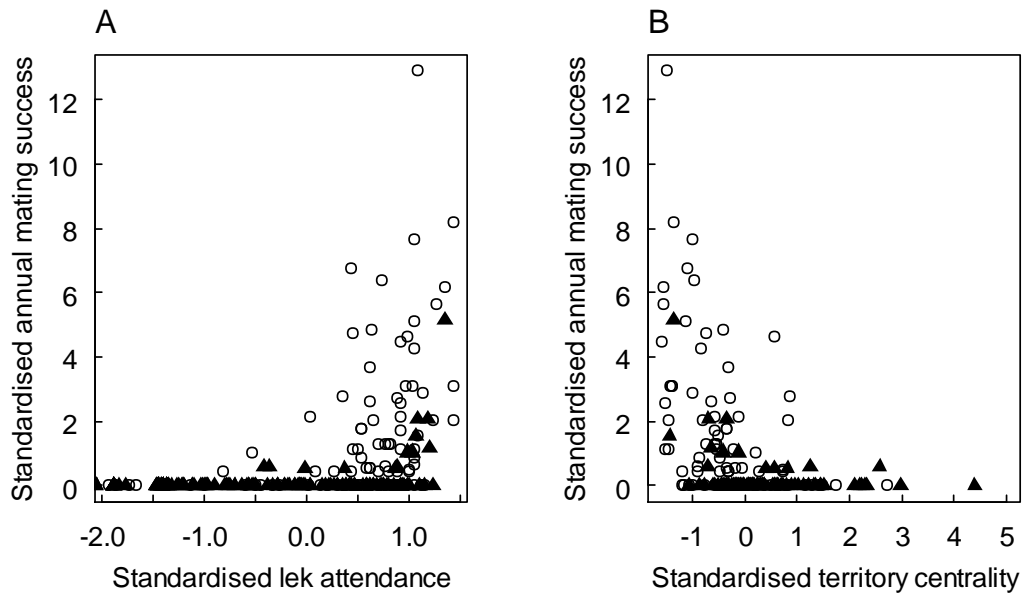 A
B
Standardised annual mating success
12
10
8
6
4
2
0
-2.0 -1.0 0.0 1.0
Standardised lek attendance
Standardised annual mating success
12
10
8
6
4
2
0
-1 0 1 2 3 4 5
Standardised territory centrality